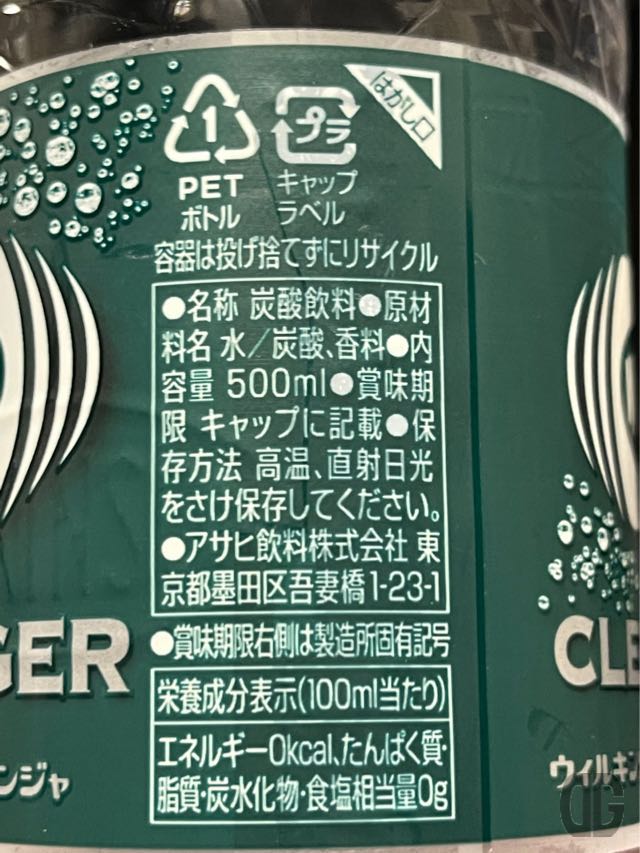 はがし口
1
プラ
PET
ボトル
キャップ
ラベル
容器は投げ捨てずにリサイクル
●名称 炭酸飲料●原材
料名 水/炭酸、香料●内
容量 500ml●賞味期
限 キャップに記載●保
存方法 高温、直射日光
をさけ保存してください。
●アサヒ飲料株式会社 東
京都墨田区吾妻橋1-23-1
●賞味期限右側は製造所固有記号
栄養成分表示(100ml当たり)
エネルギー0kcal、たんぱく質・
脂質・炭水化物・食塩相当量0g
GER
ンジャ
CLE
ウィルキン